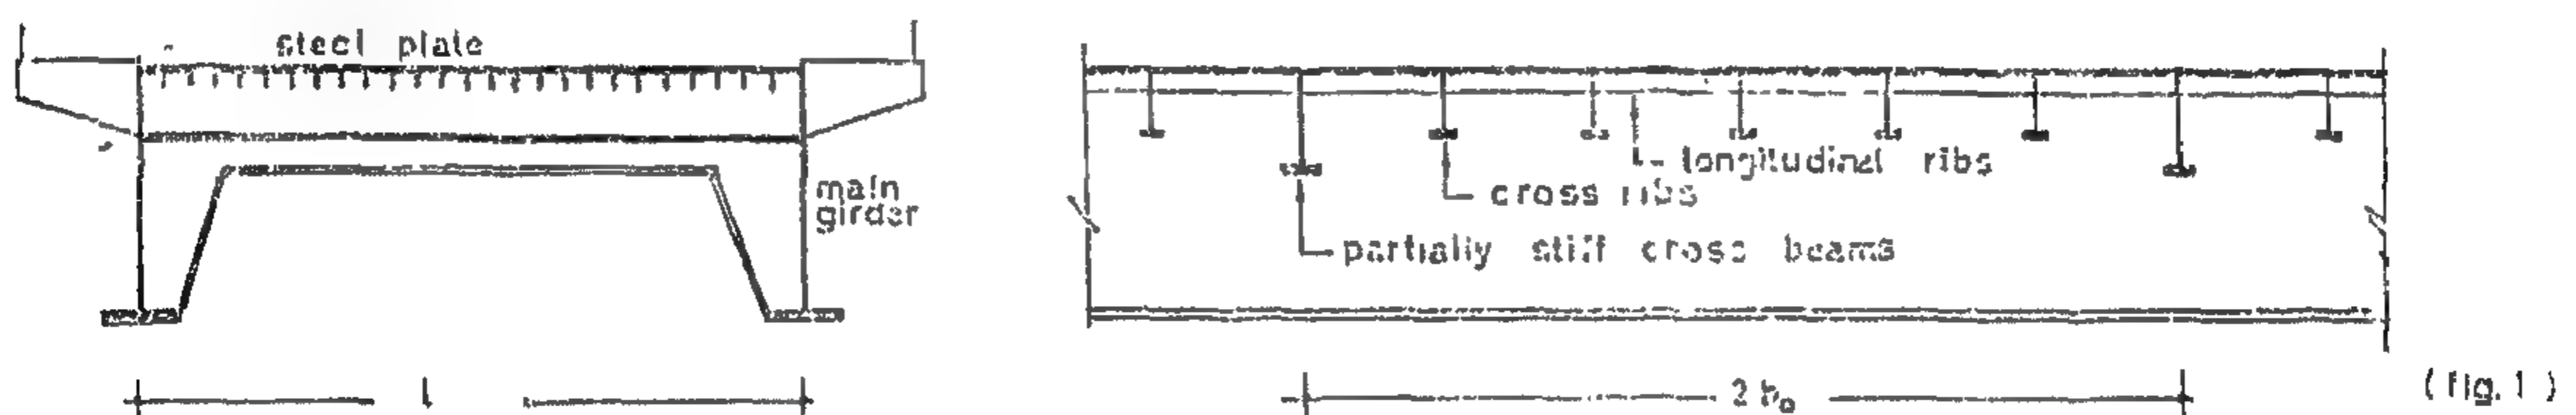 steel plate
main
girder
longitudinal ribs
cross ribs
partially stiff cross beams
l
2 b₀
(fig. 1)